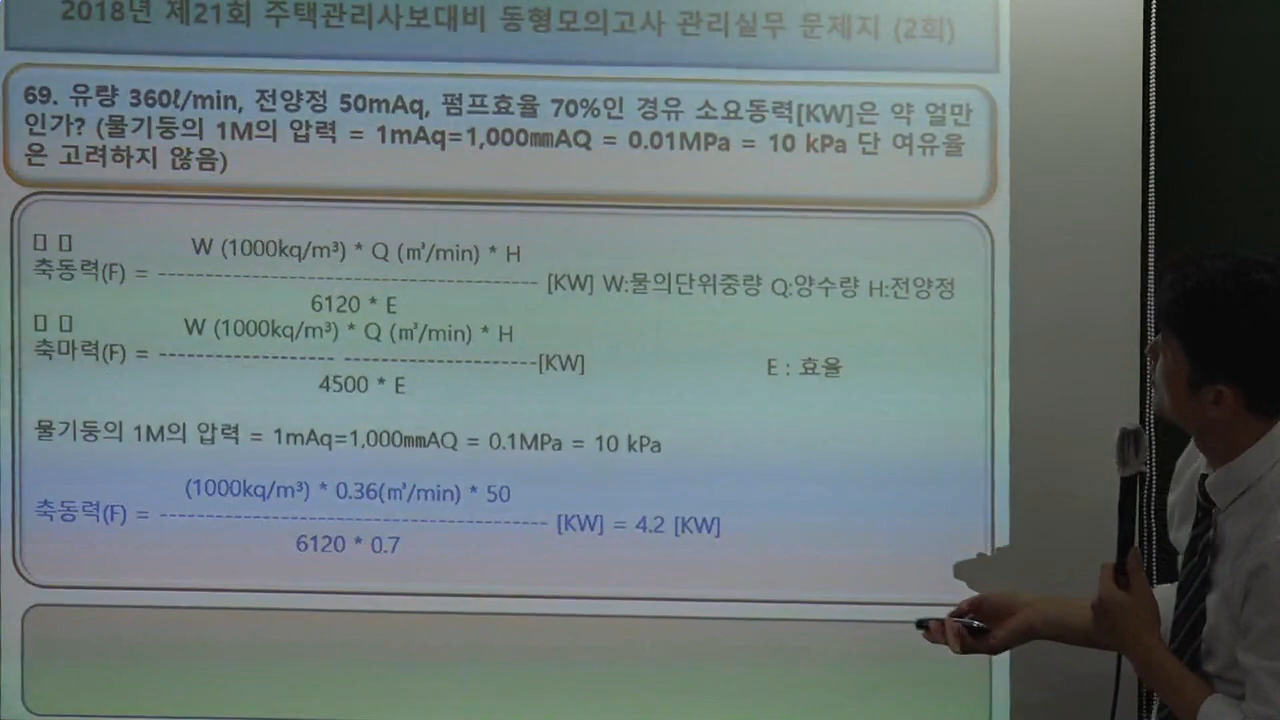 2018년 제21회 주택관리사보대비 동형모의고사 관리실무 문제지 (2회)
69. 유량 360ℓ/min, 전양정 50mAq, 펌프효율 70%인 경유 소요동력[KW]은 약 얼만
인가? (물기둥의 1M의 압력 = 1mAq=1,000㎜AQ = 0.01MPa = 10 kPa 단 여유율
은 고려하지 않음)
W (1000kq/m³) * Q (㎥/min) * H
축동력(F) = ----------------------------------------- [KW] W:물의단위중량 Q:양수량 H:전양정
6120 * E
W (1000kq/m³) * Q (㎥/min) * H
축마력(F) = ------------------- ---------------------[KW] E : 효율
4500 * E
물기둥의 1M의 압력 = 1mAq=1,000㎜AQ = 0.1MPa = 10 kPa
(1000kq/m³) * 0.36(㎥/min) * 50
축동력(F) = ------------------------------------------ [KW] = 4.2 [KW]
6120 * 0.7